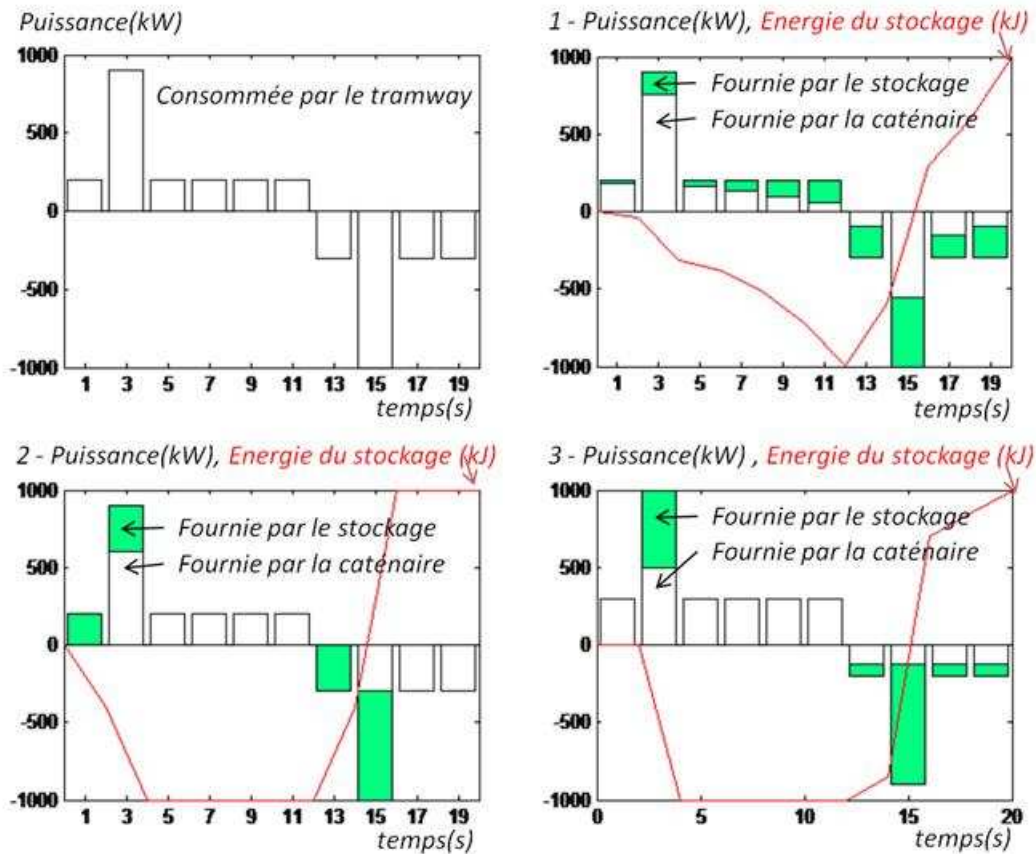 Puissance(kW)
1000
500
0
-500
-1000
Consommée par le tramway
1 3 5 7 9 11 13 15 17 19
temps(s)
1 - Puissance(kW), Energie du stockage (kJ)
1000
500
0
-500
-1000
Fournie par le stockage
Fournie par la caténaire
1 3 5 7 9 11 13 15 17 19
temps(s)
2 - Puissance(kW), Energie du stockage (kJ)
1000
500
0
-500
-1000
Fournie par le stockage
Fournie par la caténaire
1 3 5 7 9 11 13 15 17 19
temps(s)
3 - Puissance(kW) , Energie du stockage (kJ)
1000
500
0
-500
-1000
Fournie par le stockage
Fournie par la caténaire
0 5 10 15 20
temps(s)